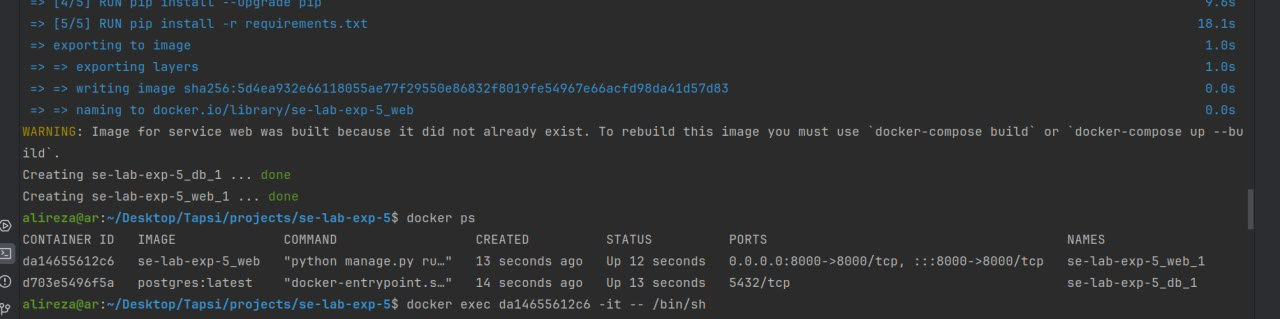 => [4/5] RUN pip install --upgrade pip 9.6s
=> [5/5] RUN pip install -r requirements.txt 18.1s
=> exporting to image 1.0s
=> => exporting layers 1.0s
=> => writing image sha256:5d4ea932e66118055ae77f29550e86832f8019fe54967e66acfd98da41d57d83 0.0s
=> => naming to docker.io/library/se-lab-exp-5_web 0.0s
WARNING: Image for service web was built because it did not already exist. To rebuild this image you must use `docker-compose build` or `docker-compose up --bu
ild`.
Creating se-lab-exp-5_db_1 ... done
Creating se-lab-exp-5_web_1 ... done
alireza@ar:~/Desktop/Tapsi/projects/se-lab-exp-5$ docker ps
CONTAINER ID IMAGE COMMAND CREATED STATUS PORTS NAMES
da14655612c6 se-lab-exp-5_web "python manage.py ru…" 13 seconds ago Up 12 seconds 0.0.0.0:8000->8000/tcp, :::8000->8000/tcp se-lab-exp-5_web_1
d703e5496f5a postgres:latest "docker-entrypoint.s…" 14 seconds ago Up 13 seconds 5432/tcp se-lab-exp-5_db_1
alireza@ar:~/Desktop/Tapsi/projects/se-lab-exp-5$ docker exec da14655612c6 -it -- /bin/sh